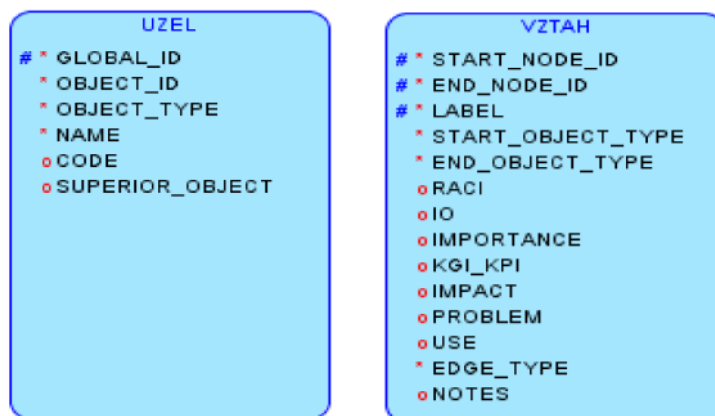 UZEL
# * GLOBAL_ID
* OBJECT_ID
* OBJECT_TYPE
* NAME
o CODE
o SUPERIOR_OBJECT
VZTAH
# * START_NODE_ID
# * END_NODE_ID
# * LABEL
* START_OBJECT_TYPE
* END_OBJECT_TYPE
o RACI
o IO
o IMPORTANCE
o KGI_KPI
o IMPACT
o PROBLEM
o USE
* EDGE_TYPE
o NOTES